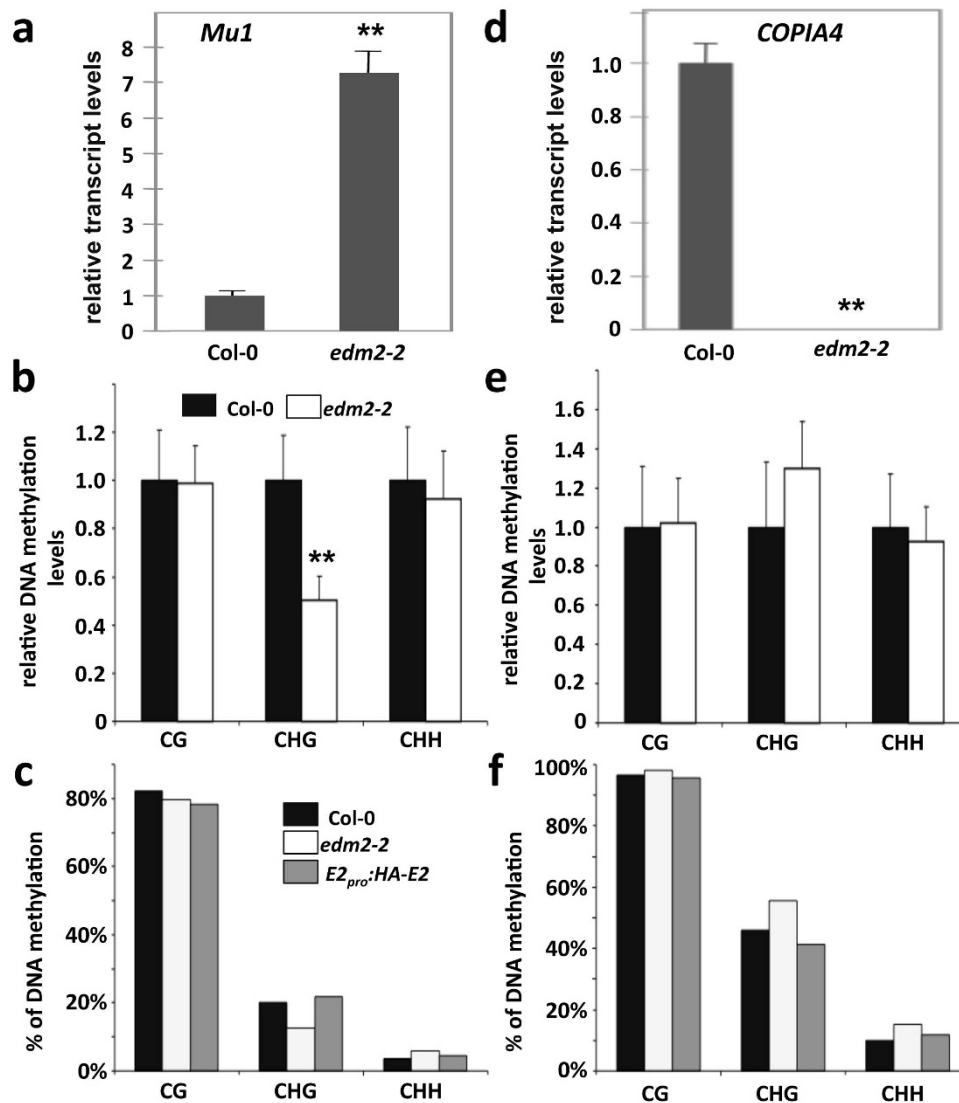 a
Mu1
**
relative transcript levels
8
7
6
5
4
3
2
1
0
Col-0
edm2-2
d
COPIA4
relative transcript levels
1.0
0.8
0.6
0.4
0.2
0
**
Col-0
edm2-2
b
Col-0
edm2-2
relative DNA methylation
levels
1.2
1.0
0.8
0.6
0.4
0.2
0
**
CG
CHG
CHH
e
relative DNA methylation
levels
1.6
1.4
1.2
1.0
0.8
0.6
0.4
0.2
0
CG
CHG
CHH
c
% of DNA methylation
80%
60%
40%
20%
0%
Col-0
edm2-2
E2pro:HA-E2
CG
CHG
CHH
f
% of DNA methylation
100%
80%
60%
40%
20%
0%
CG
CHG
CHH